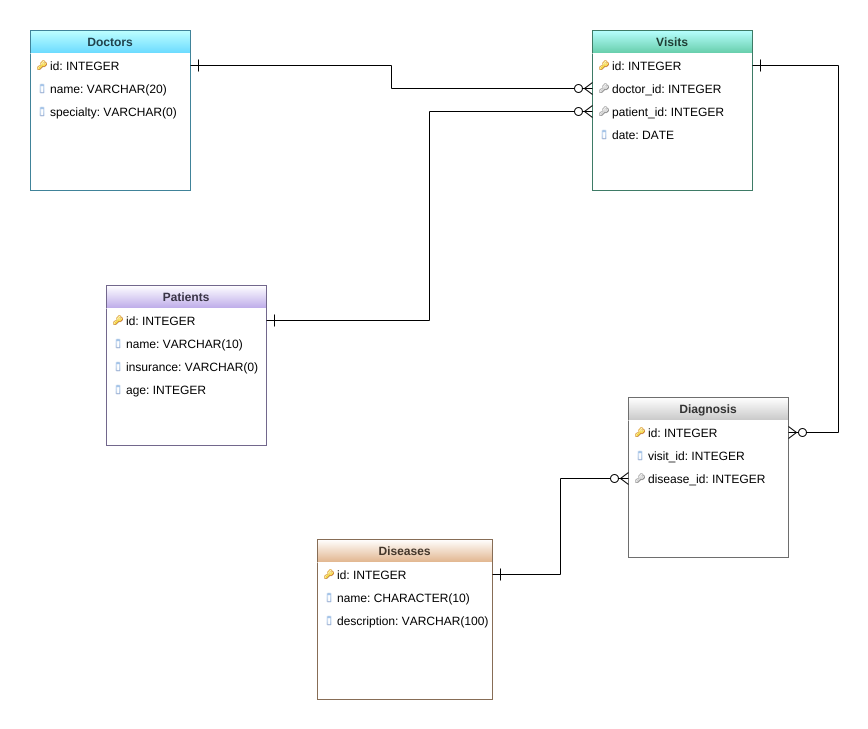 Doctors
id: INTEGER
name: VARCHAR(20)
specialty: VARCHAR(0)
Visits
id: INTEGER
doctor_id: INTEGER
patient_id: INTEGER
date: DATE
Patients
id: INTEGER
name: VARCHAR(10)
insurance: VARCHAR(0)
age: INTEGER
Diagnosis
id: INTEGER
visit_id: INTEGER
disease_id: INTEGER
Diseases
id: INTEGER
name: CHARACTER(10)
description: VARCHAR(100)